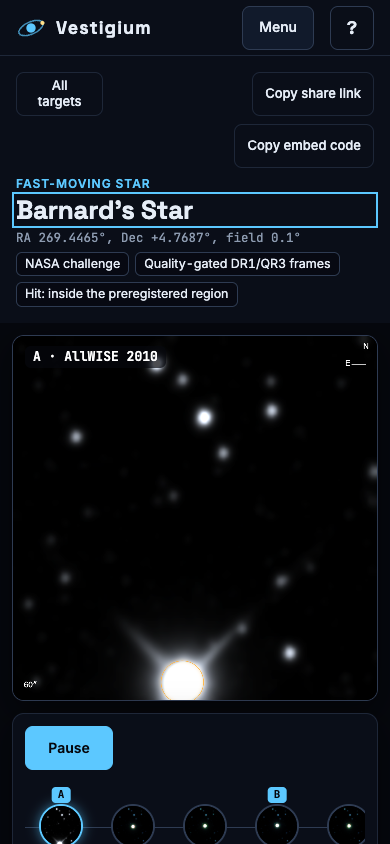 Vestigium
Menu
?
All
targets
Copy share link
Copy embed code
FAST-MOVING STAR
Barnard's Star
RA 269.4465°, Dec +4.7687°, field 0.1°
NASA challenge
Quality-gated DR1/QR3 frames
Hit: inside the preregistered region
A · AllWISE 2010
N
E
60"
Pause
A
B